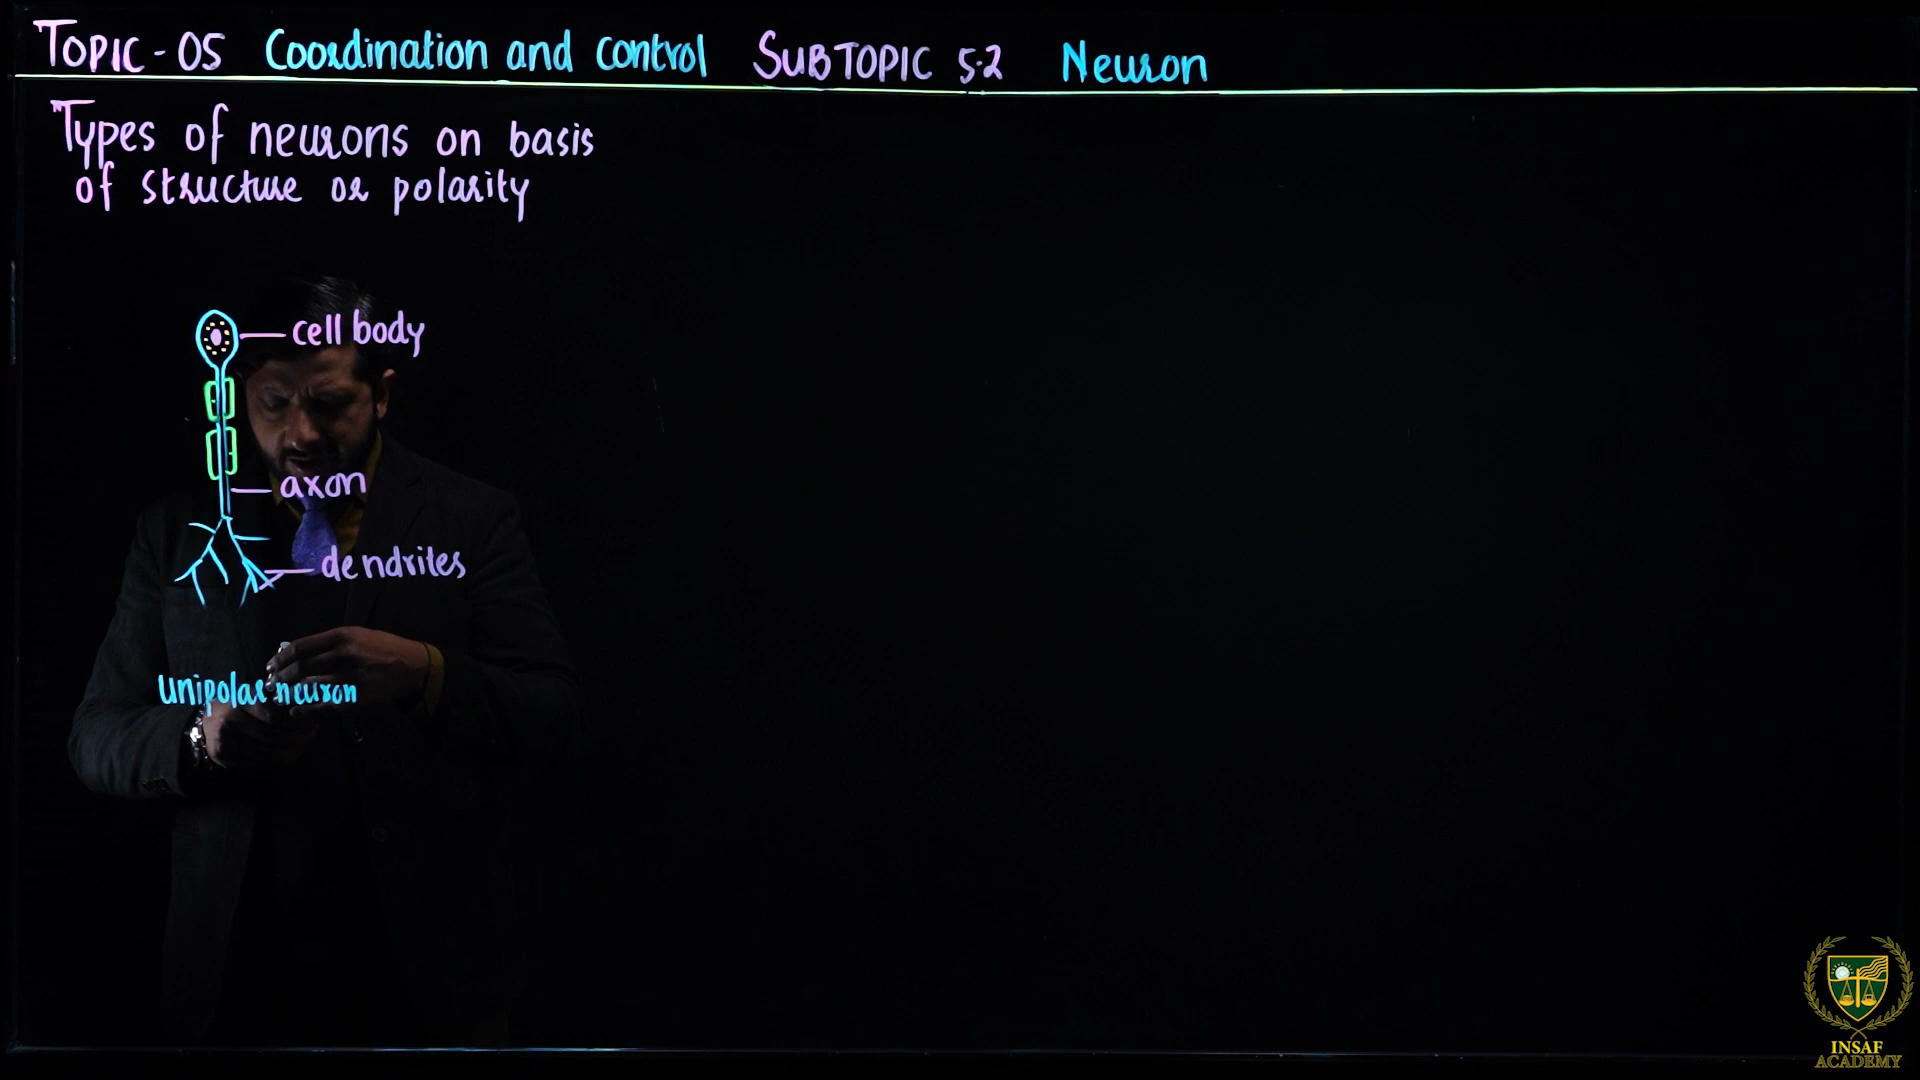 TOPIC - 05 Coordination and control SUBTOPIC 5.2 Neuron
Types of neurons on basis
of structure or polarity
cell body
axon
dendrites
Unipolar neuron
INSAF
ACADEMY